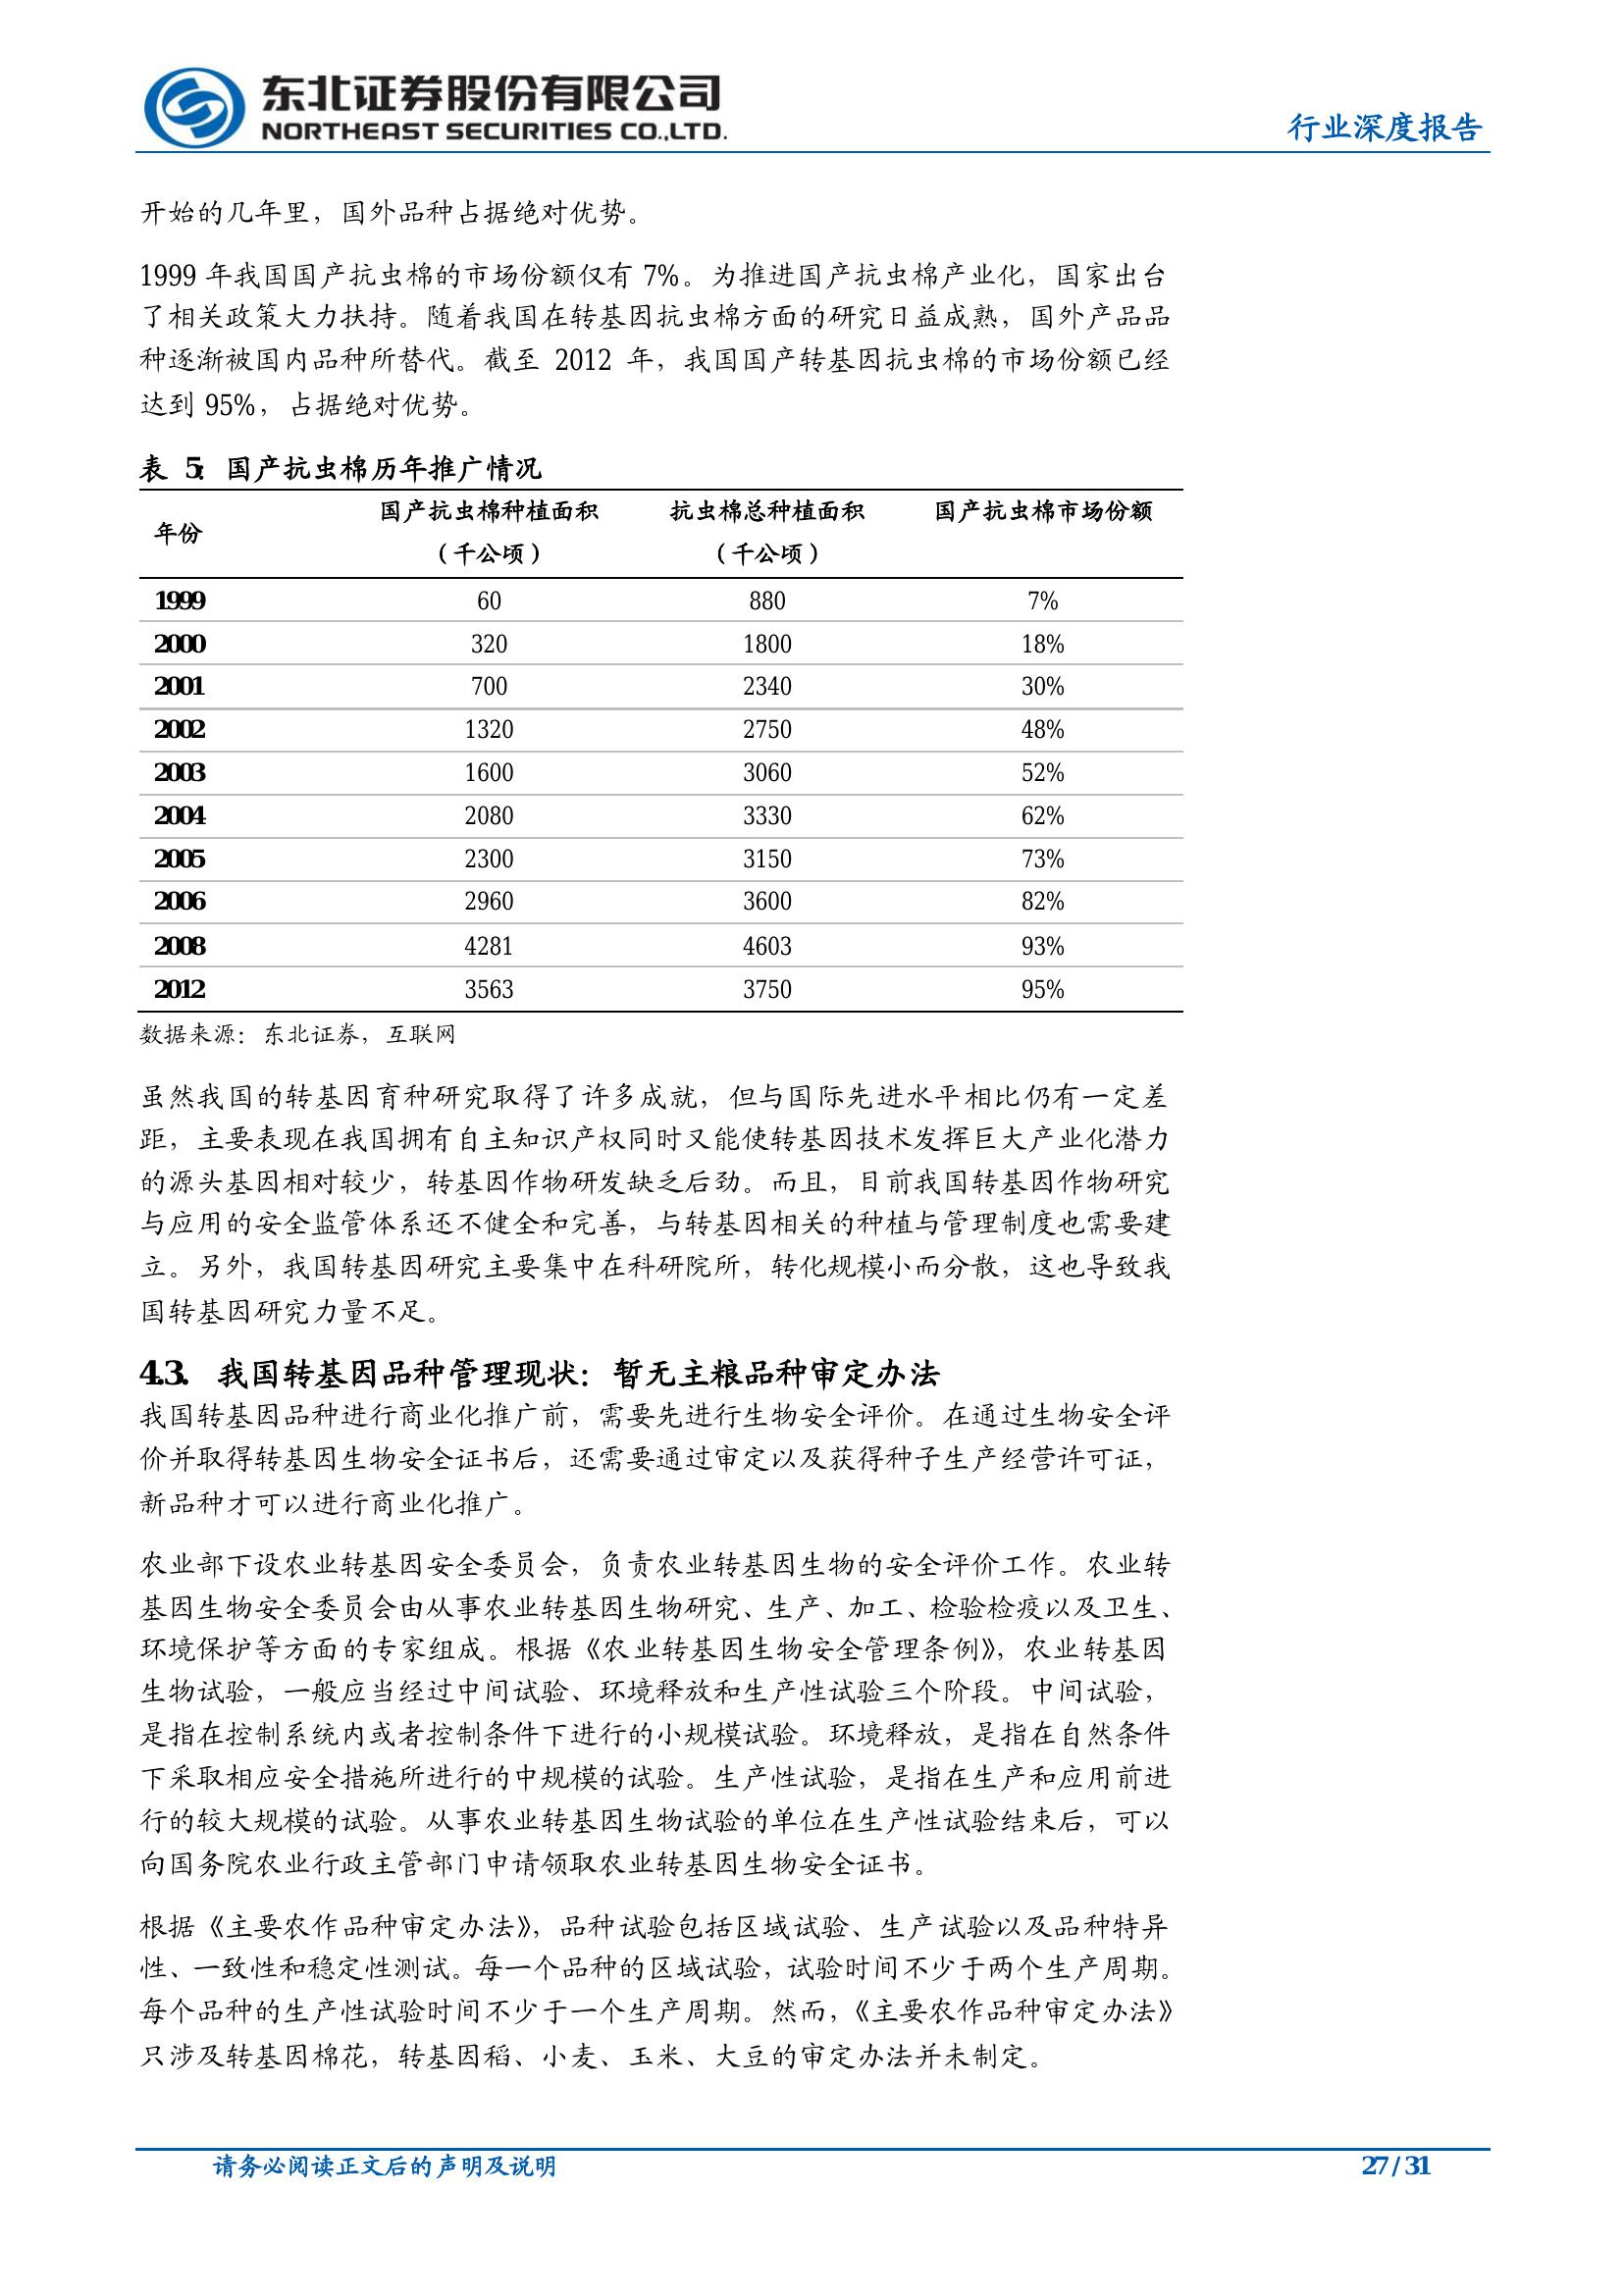 东北证券股份有限公司
NORTHEAST SECURITIES CO.,LTD.
行业深度报告
开始的几年里，国外品种占据绝对优势。
1999 年我国国产抗虫棉的市场份额仅有 7%。为推进国产抗虫棉产业化，国家出台
了相关政策大力扶持。随着我国在转基因抗虫棉方面的研究日益成熟，国外产品品
种逐渐被国内品种所替代。截至 2012 年，我国国产转基因抗虫棉的市场份额已经
达到 95%，占据绝对优势。
表 5：国产抗虫棉历年推广情况
年份 国产抗虫棉种植面积（千公顷） 抗虫棉总种植面积（千公顷） 国产抗虫棉市场份额
1999 60 880 7%
2000 320 1800 18%
2001 700 2340 30%
2002 1320 2750 48%
2003 1600 3060 52%
2004 2080 3330 62%
2005 2300 3150 73%
2006 2960 3600 82%
2008 4281 4603 93%
2012 3563 3750 95%
数据来源：东北证券，互联网
虽然我国的转基因育种研究取得了许多成就，但与国际先进水平相比仍有一定差
距，主要表现在我国拥有自主知识产权同时又能使转基因技术发挥巨大产业化潜力
的源头基因相对较少，转基因作物研发缺乏后劲。而且，目前我国转基因作物研究
与应用的安全监管体系还不健全和完善，与转基因相关的种植与管理制度也需要建
立。另外，我国转基因研究主要集中在科研院所，转化规模小而分散，这也导致我
国转基因研究力量不足。
4.3. 我国转基因品种管理现状：暂无主粮品种审定办法
我国转基因品种进行商业化推广前，需要先进行生物安全评价。在通过生物安全评
价并取得转基因生物安全证书后，还需要通过审定以及获得种子生产经营许可证，
新品种才可以进行商业化推广。
农业部下设农业转基因安全委员会，负责农业转基因生物的安全评价工作。农业转
基因生物安全委员会由从事农业转基因生物研究、生产、加工、检验检疫以及卫生、
环境保护等方面的专家组成。根据《农业转基因生物安全管理条例》，农业转基因
生物试验，一般应当经过中间试验、环境释放和生产性试验三个阶段。中间试验，
是指在控制系统内或者控制条件下进行的小规模试验。环境释放，是指在自然条件
下采取相应安全措施所进行的中规模的试验。生产性试验，是指在生产和应用前进
行的较大规模的试验。从事农业转基因生物试验的单位在生产性试验结束后，可以
向国务院农业行政主管部门申请领取农业转基因生物安全证书。
根据《主要农作品种审定办法》，品种试验包括区域试验、生产试验以及品种特异
性、一致性和稳定性测试。每一个品种的区域试验，试验时间不少于两个生产周期。
每个品种的生产性试验时间不少于一个生产周期。然而，《主要农作品种审定办法》
只涉及转基因棉花，转基因稻、小麦、玉米、大豆的审定办法并未制定。
请务必阅读正文后的声明及说明
27 / 31